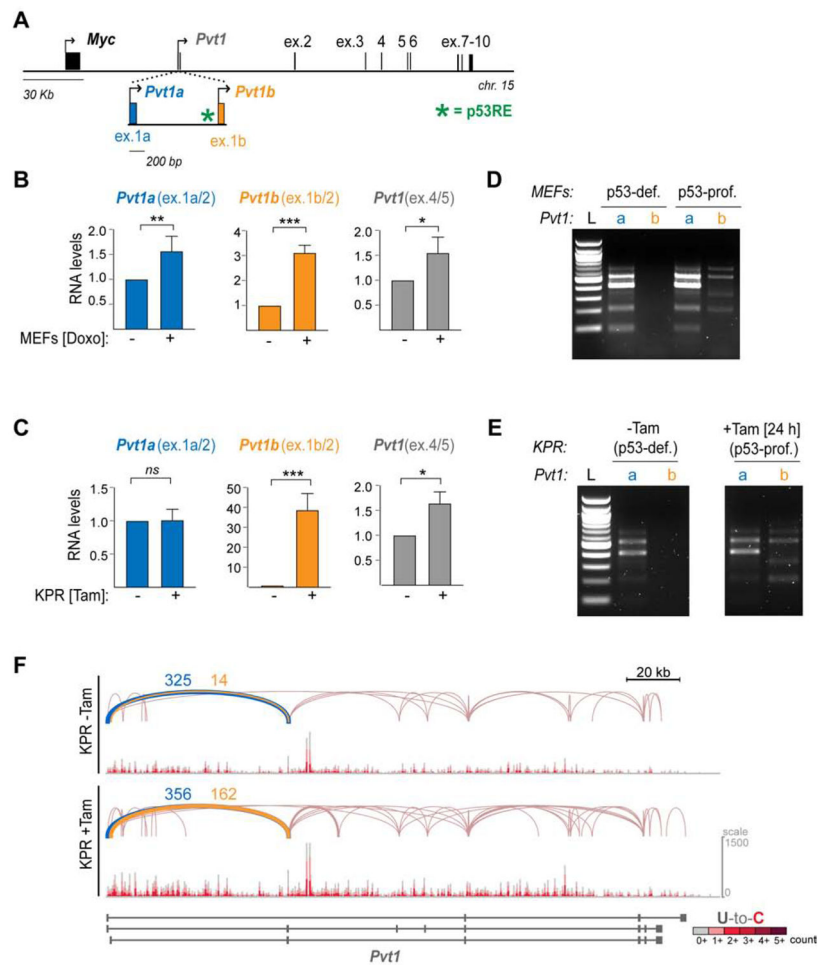 A
Myc
Pvt1
ex.2
ex.3
4
5
6
ex.7-10
30 Kb
chr. 15
Pvt1a
Pvt1b
*
* = p53RE
ex.1a
ex.1b
200 bp
B
Pvt1a (ex.1a/2)
Pvt1b (ex.1b/2)
Pvt1 (ex.4/5)
RNA levels
2.0
1.5
1.0
0.5
**
4
3
2
1
***
2.0
1.5
1.0
0.5
*
MEFs [Doxo]:
- + - + - +
D
MEFs: p53-def. p53-prof.
Pvt1: L a b a b
C
Pvt1a (ex.1a/2)
Pvt1b (ex.1b/2)
Pvt1 (ex.4/5)
RNA levels
1.5
1.0
0.5
ns
50
40
30
20
10
***
2.0
1.5
1.0
0.5
*
KPR [Tam]:
- + - + - +
E
-Tam
+Tam [24 h]
KPR: (p53-def.) (p53-prof.)
Pvt1: L a b a b
F
20 kb
KPR -Tam
325 14
KPR +Tam
356 162
scale
1500
0
U-to-C
0+ 1+ 2+ 3+ 4+ 5+ count
Pvt1